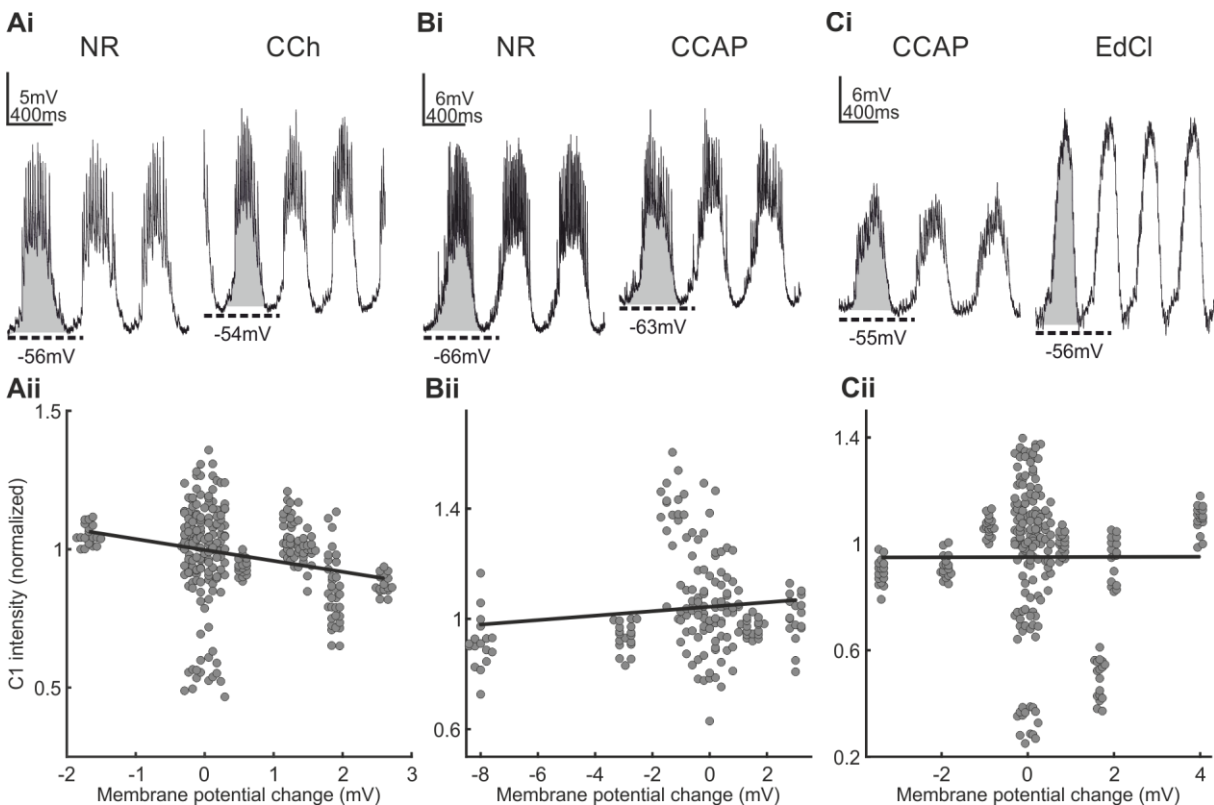 Ai
Bi
Ci
NR
CCh
NR
CCAP
CCAP
EdCl
5mV
400ms
6mV
400ms
6mV
400ms
-56mV
-54mV
-66mV
-63mV
-55mV
-56mV
Aii
Bii
Cii
C1 intensity (normalized)
1.5
1
0.5
-2
-1
0
1
2
3
Membrane potential change (mV)
1.4
1
0.6
-8
-6
-4
-2
0
2
Membrane potential change (mV)
1.4
1
0.6
0.2
-2
0
2
4
Membrane potential change (mV)